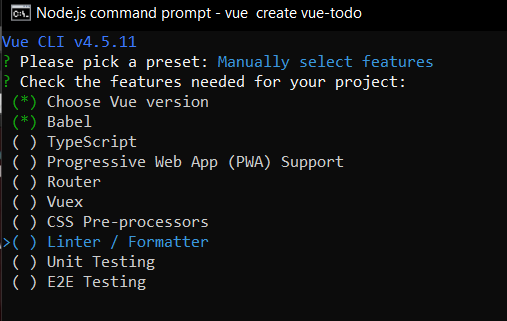 Node.js command prompt - vue  create vue-todo
Vue CLI v4.5.11
? Please pick a preset: Manually select features
? Check the features needed for your project:
(*) Choose Vue version
(*) Babel
( ) TypeScript
( ) Progressive Web App (PWA) Support
( ) Router
( ) Vuex
( ) CSS Pre-processors
>( ) Linter / Formatter
( ) Unit Testing
( ) E2E Testing